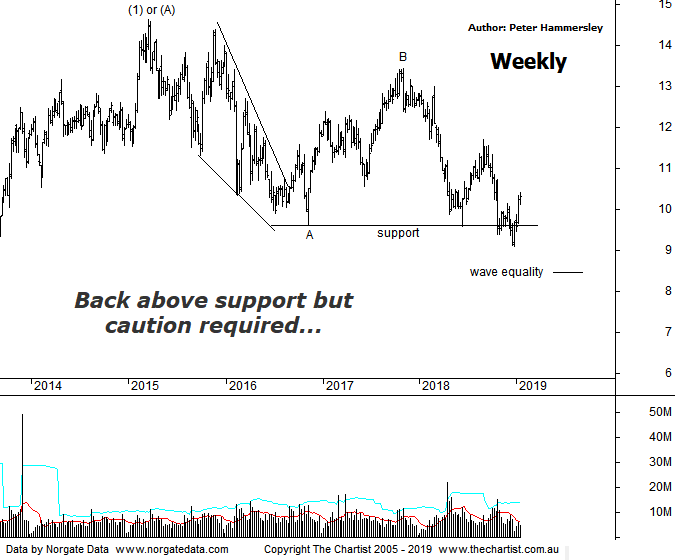 (1) or (A)
15
Author: Peter Hammersley
Weekly
14
B
13
12
11
10
A
support
9
wave equality
8
Back above support but
caution required...
7
6
2014 2015 2016 2017 2018 2019
50M
40M
30M
20M
10M
Data by Norgate Data www.norgatedata.com Copyright The Chartist 2005 - 2019 www.thechartist.com.au